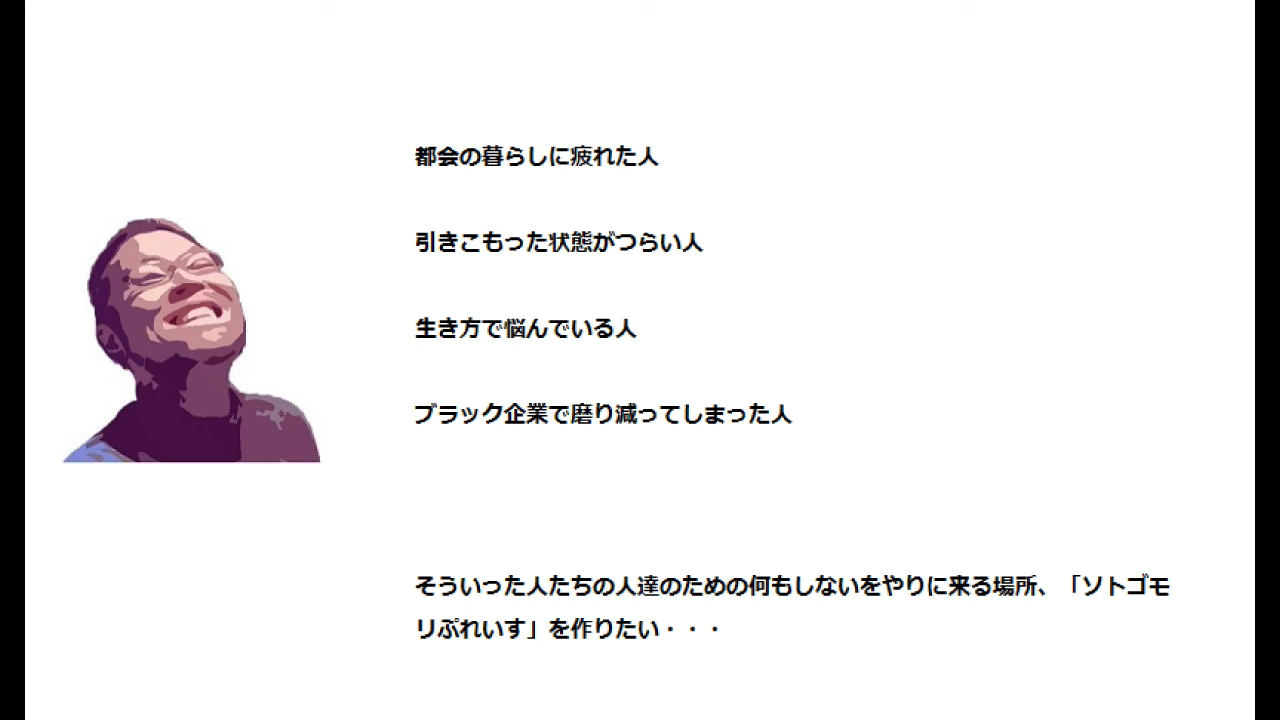 都会の暮らしに疲れた人
引きこもった状態がつらい人
生き方で悩んでいる人
ブラック企業で磨り減ってしまった人
そういった人たちの人達のための何もしないをやりに来る場所、「ソトゴモ
リぷれいす」を作りたい・・・